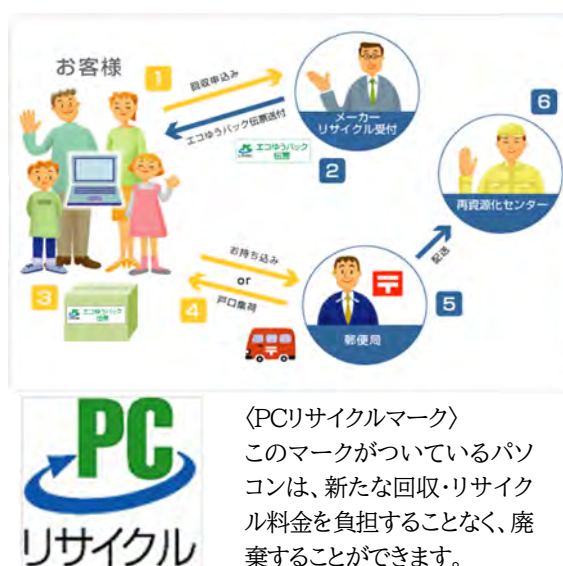 お客様
1
回収申込み
エコゆうパック伝票送付
メーカー
リサイクル受付
エコゆうパック
伝票
2
6
再資源化センター
お持ち込み
or
戸口集荷
配送
3
エコゆうパック
伝票
4
5
郵便局
PC
リサイクル
〈PCリサイクルマーク〉
このマークがついているパソ
コンは、新たな回収・リサイク
ル料金を負担することなく、廃
棄することができます。